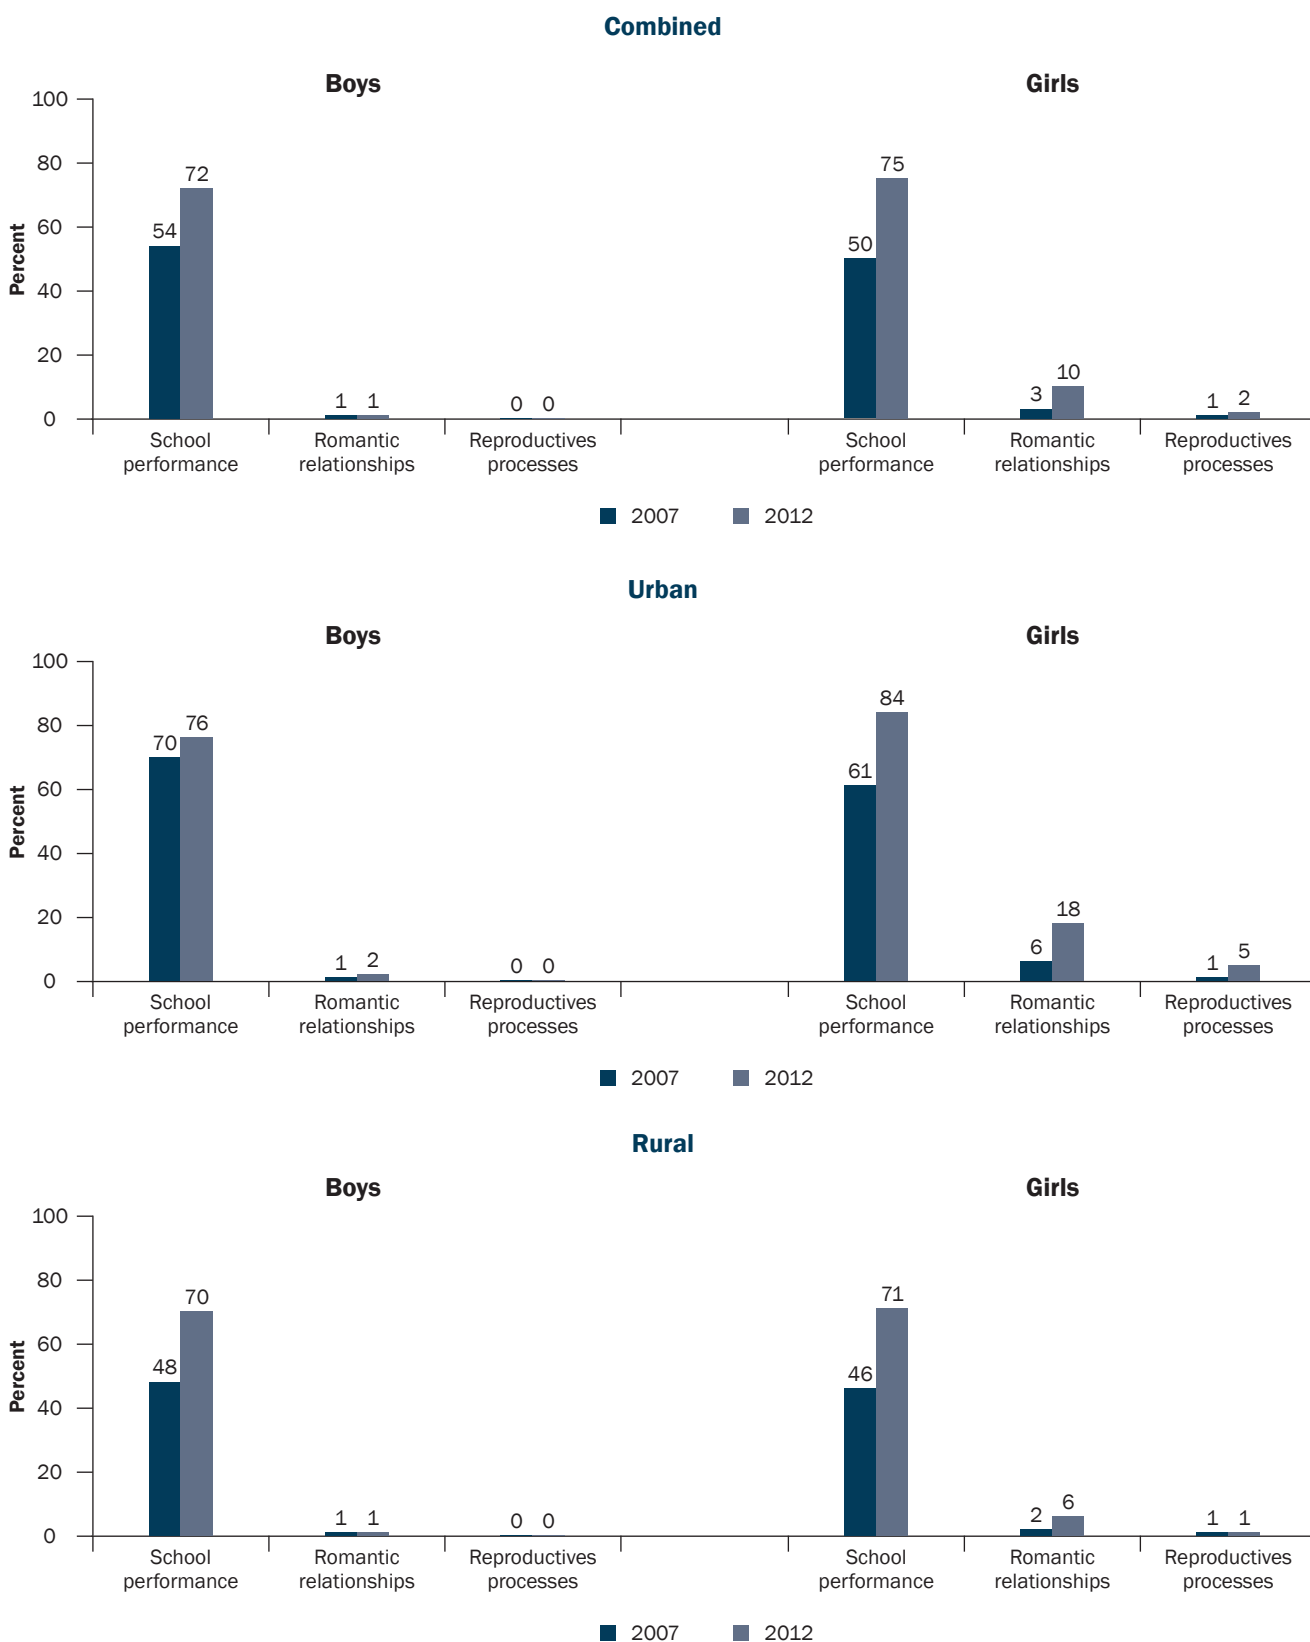 Combined
Boys
Girls
Percent
100
80
60
40
20
0
54
72
1
1
0
0
50
75
3
10
1
2
School performance
Romantic relationships
Reproductives processes
School performance
Romantic relationships
Reproductives processes
2007
2012
Urban
Boys
Girls
Percent
100
80
60
40
20
0
70
76
1
2
0
0
61
84
6
18
1
5
School performance
Romantic relationships
Reproductives processes
School performance
Romantic relationships
Reproductives processes
2007
2012
Rural
Boys
Girls
Percent
100
80
60
40
20
0
48
70
1
1
0
0
46
71
2
6
1
1
School performance
Romantic relationships
Reproductives processes
School performance
Romantic relationships
Reproductives processes
2007
2012